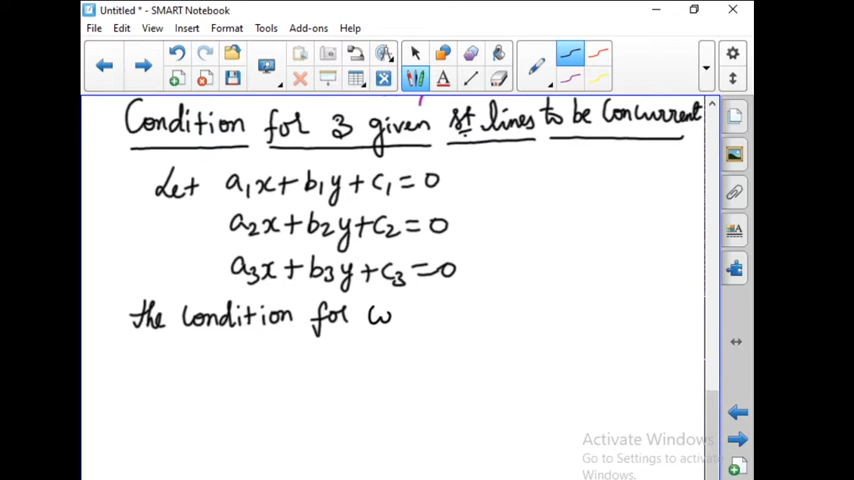 Untitled * - SMART Notebook
File Edit View Insert Format Tools Add-ons Help
Condition for 3 given st lines to be Concurrent
Let a₁x + b₁y + c₁ = 0
a₂x + b₂y + c₂ = 0
a₃x + b₃y + c₃ = 0
the condition for co
Activate Windows
Go to Settings to activate
Windows.